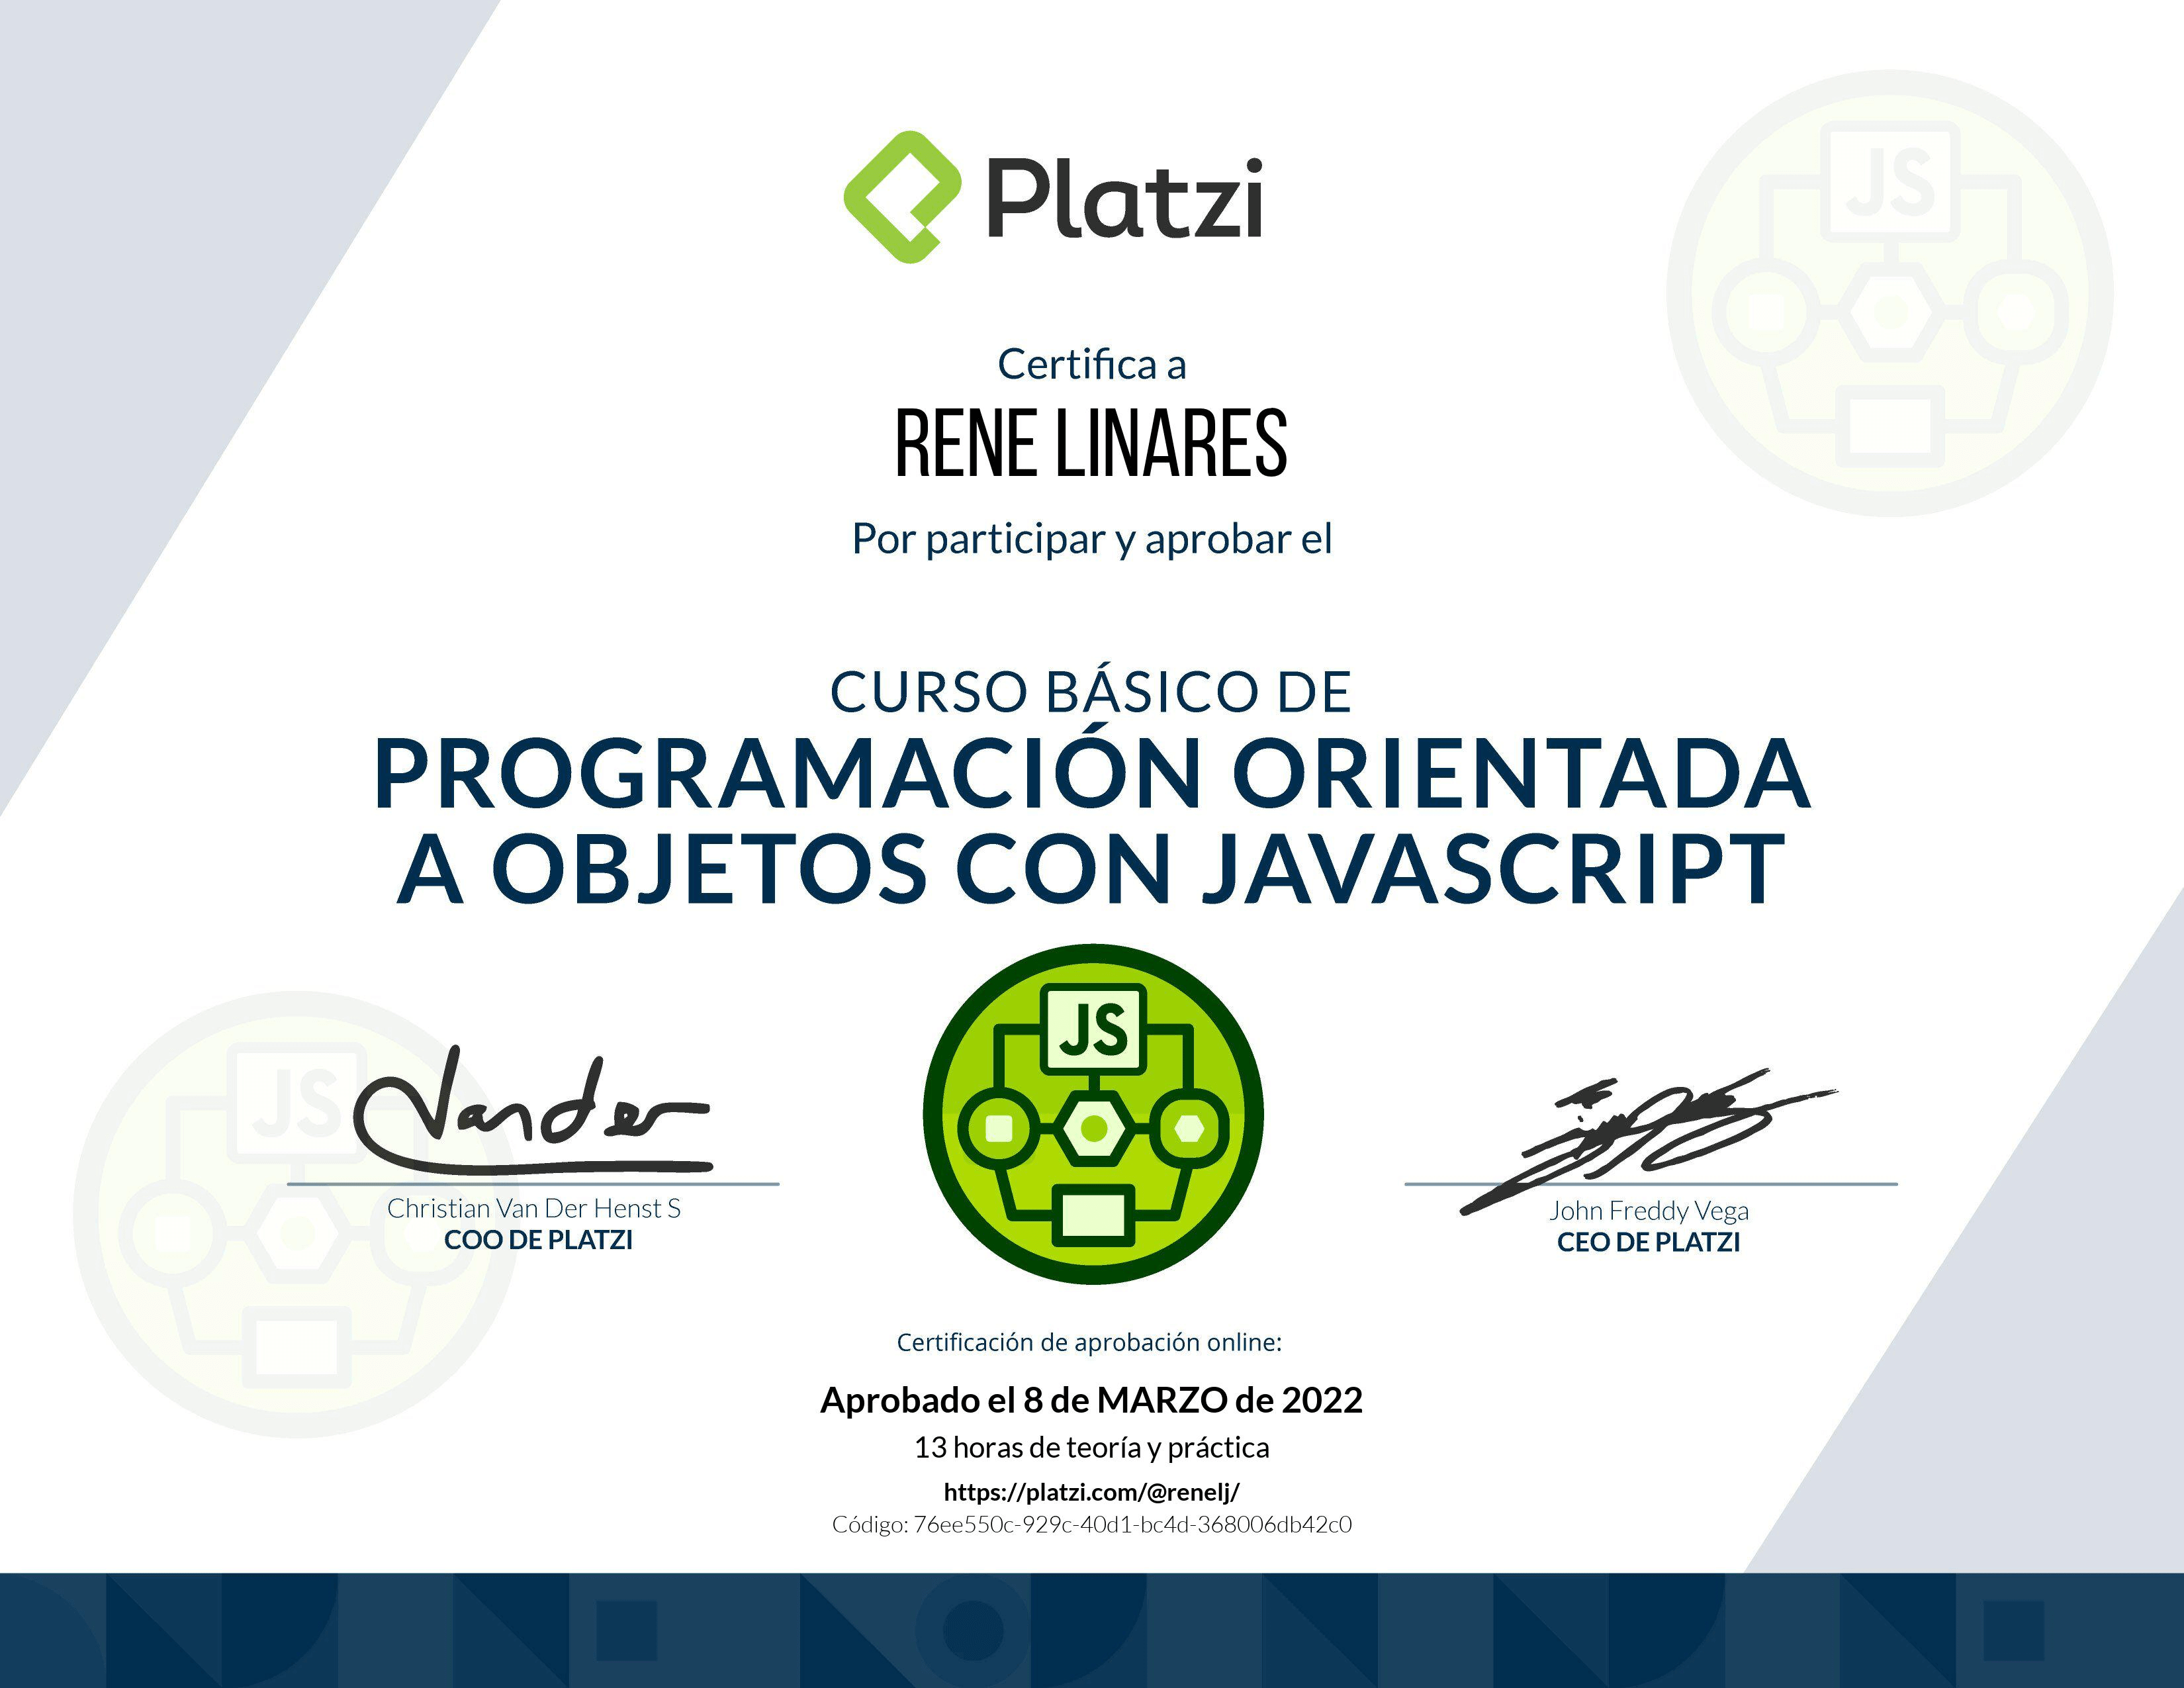 Platzi
JS
Certifica a
RENE LINARES
Por participar y aprobar el
CURSO BÁSICO DE
PROGRAMACIÓN ORIENTADA
A OBJETOS CON JAVASCRIPT
JS
JS
Vander
Christian Van Der Henst S
COO DE PLATZI
John Freddy Vega
CEO DE PLATZI
Certificación de aprobación online:
Aprobado el 8 de MARZO de 2022
13 horas de teoría y práctica
https://platzi.com/@renelj/
Código: 76ee550c-929c-40d1-bc4d-368006db42c0